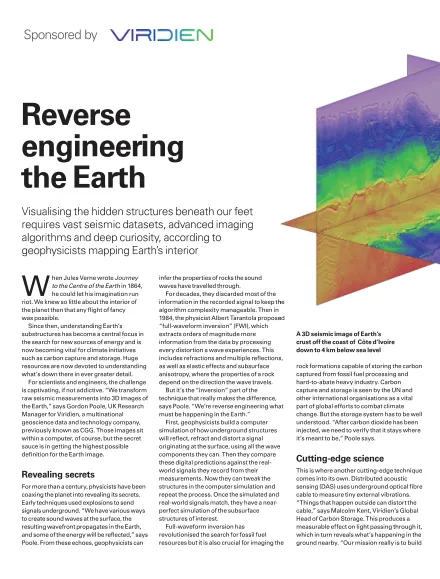 Sponsored by VIRIDIEN
Reverse
engineering
the Earth
Visualising the hidden structures beneath our feet
requires vast seismic datasets, advanced imaging
algorithms and deep curiosity, according to
geophysicists mapping Earth's interior
When Jules Verne wrote Journey
to the Centre of the Earth in 1864,
he could let his imagination run
riot. We knew so little about the interior of
the planet then that any flight of fancy
was possible.
Since then, understanding Earth's
substructures has become a central focus in
the search for new sources of energy and is
now becoming vital for climate initiatives
such as carbon capture and storage. Huge
resources are now devoted to understanding
what's down there in ever greater detail.
For scientists and engineers, the challenge
is captivating, if not addictive. "We transform
raw seismic measurements into 3D images of
the Earth," says Gordon Poole, UK Research
Manager for Viridien, a multinational
geoscience data and technology company,
previously known as CGG. Those images sit
within a computer, of course, but the secret
sauce is in getting the highest possible
definition for the Earth image.
Revealing secrets
For more than a century, physicists have been
coaxing the planet into revealing its secrets.
Early techniques used explosions to send
signals underground. "We have various ways
to create sound waves at the surface, the
resulting wavefront propagates in the Earth,
and some of the energy will be reflected," says
Poole. From these echoes, geophysicists can
infer the properties of rocks the sound
waves have travelled through.
For decades, they discarded most of the
information in the recorded signal to keep the
algorithm complexity manageable. Then in
1984, the physicist Albert Tarantola proposed
"full-waveform inversion" (FWI), which
extracts orders of magnitude more
information from the data by processing
every distortion a wave experiences. This
includes refractions and multiple reflections,
as well as elastic effects and subsurface
anisotropy, where the properties of a rock
depend on the direction the wave travels.
But it's the "inversion" part of the
technique that really makes the difference,
says Poole. "We're reverse engineering what
must be happening in the Earth."
First, geophysicists build a computer
simulation of how underground structures
will reflect, refract and distort a signal
originating at the surface, using all the wave
components they can. Then they compare
these digital predictions against the real-
world signals they record from their
measurements. Now they can tweak the
structures in the computer simulation and
repeat the process. Once the simulated and
real-world signals match, they have a near-
perfect simulation of the subsurface
structures of interest.
Full-waveform inversion has
revolutionised the search for fossil fuel
resources but it is also crucial for imaging the
A 3D seismic image of Earth's
crust off the coast of Côte d'Ivoire
down to 4 km below sea level
rock formations capable of storing the carbon
captured from fossil fuel processing and
hard-to-abate heavy industry. Carbon
capture and storage is seen by the UN and
other international organisations as a vital
part of global efforts to combat climate
change. But the storage system has to be well
understood. "After carbon dioxide has been
injected, we need to verify that it stays where
it's meant to be," Poole says.
Cutting-edge science
This is where another cutting-edge technique
comes into its own. Distributed acoustic
sensing (DAS) uses underground optical fibre
cable to measure tiny external vibrations.
"Things that happen outside can distort the
cable," says Malcolm Kent, Viridien's Global
Head of Carbon Storage. This produces a
measurable effect on light passing through it,
which in turn reveals what's happening in the
ground nearby. "Our mission really is to build